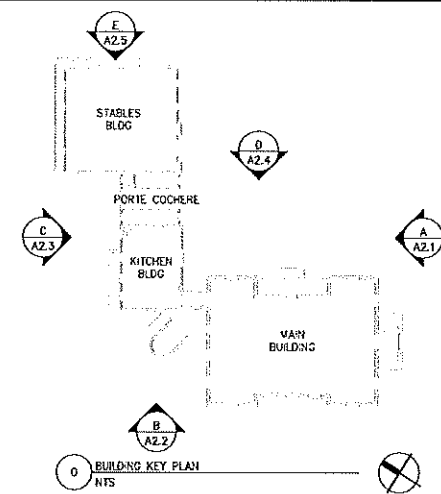 E
A2.5
STABLES
BLDG
D
A2.4
PORTE COCHERE
C
A2.3
A
A2.1
KITCHEN
BLDG
MAIN
BUILDING
B
A2.2
0 BUILDING KEY PLAN
NTS